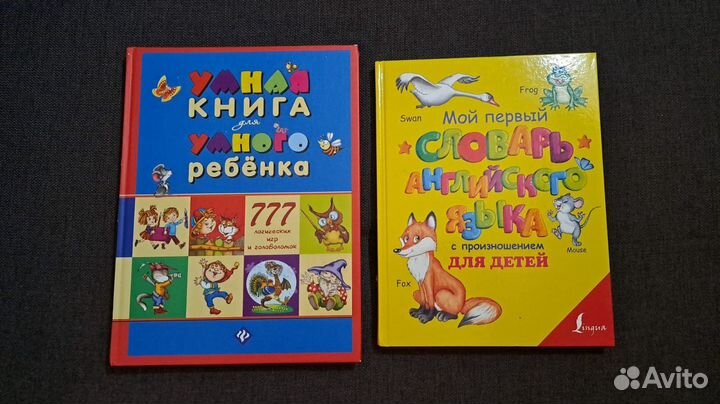 УМНАЯ
КНИГА
для
УМНОГО
ребёнка
777
логических
игр
и головоломок
Swan
Frog
Мой первый
СЛОВАРЬ
АНГЛИЙСКОГО
ЯЗЫКА
с произношением
ДЛЯ ДЕТЕЙ
Mouse
Fox
Lingua
Avito